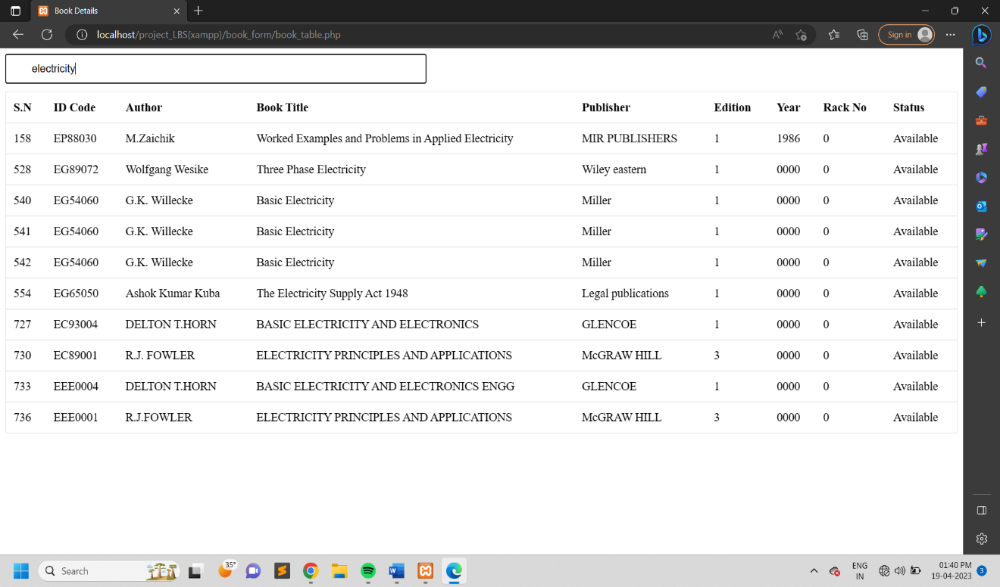 Book Details
localhost/project_LBS(xampp)/book_form/book_table.php
Sign in
electricity
S.N ID Code Author Book Title Publisher Edition Year Rack No Status
158 EP88030 M.Zaichik Worked Examples and Problems in Applied Electricity MIR PUBLISHERS 1 1986 0 Available
528 EG89072 Wolfgang Wesike Three Phase Electricity Wiley eastern 1 0000 0 Available
540 EG54060 G.K. Willecke Basic Electricity Miller 1 0000 0 Available
541 EG54060 G.K. Willecke Basic Electricity Miller 1 0000 0 Available
542 EG54060 G.K. Willecke Basic Electricity Miller 1 0000 0 Available
554 EG65050 Ashok Kumar Kuba The Electricity Supply Act 1948 Legal publications 1 0000 0 Available
727 EC93004 DELTON T.HORN BASIC ELECTRICITY AND ELECTRONICS GLENCOE 1 0000 0 Available
730 EC89001 R.J. FOWLER ELECTRICITY PRINCIPLES AND APPLICATIONS McGRAW HILL 3 0000 0 Available
733 EEE0004 DELTON T.HORN BASIC ELECTRICITY AND ELECTRONICS ENGG GLENCOE 1 0000 0 Available
736 EEE0001 R.J.FOWLER ELECTRICITY PRINCIPLES AND APPLICATIONS McGRAW HILL 3 0000 0 Available
Search 35° ENG 01:40 PM
IN 19-04-2023 3